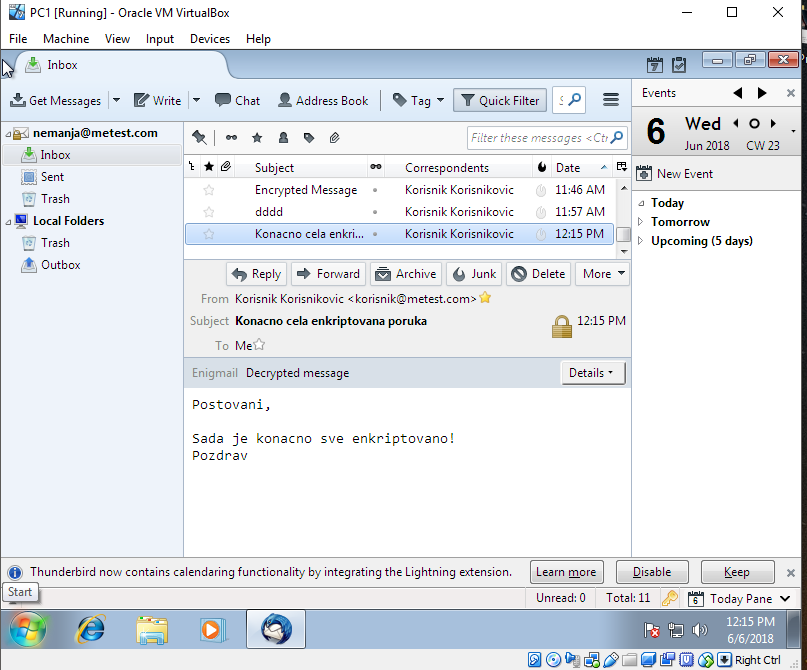 PC1 [Running] - Oracle VM VirtualBox
File Machine View Input Devices Help
Inbox
Get Messages Write Chat Address Book Tag Quick Filter
Events
nemanja@metest.com
Inbox
Sent
Trash
Local Folders
Trash
Outbox
Filter these messages <Ctr
Subject Correspondents Date
Encrypted Message Korisnik Korisnikovic 11:46 AM
dddd Korisnik Korisnikovic 11:57 AM
Konacno cela enkri... Korisnik Korisnikovic 12:15 PM
6 Wed
Jun 2018 CW 23
New Event
Today
Tomorrow
Upcoming (5 days)
Reply Forward Archive Junk Delete More
From Korisnik Korisnikovic <korisnik@metest.com>
Subject Konacno cela enkriptovana poruka 12:15 PM
To Me
Enigmail Decrypted message Details
Postovani,
Sada je konacno sve enkriptovano!
Pozdrav
Thunderbird now contains calendaring functionality by integrating the Lightning extension. Learn more Disable Keep
Start
Unread: 0 Total: 11 6 Today Pane
12:15 PM
6/6/2018
Right Ctrl